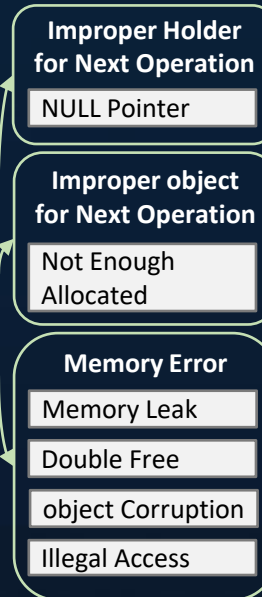 Improper Holder
for Next Operation
NULL Pointer
Improper object
for Next Operation
Not Enough
Allocated
Memory Error
Memory Leak
Double Free
object Corruption
Illegal Access